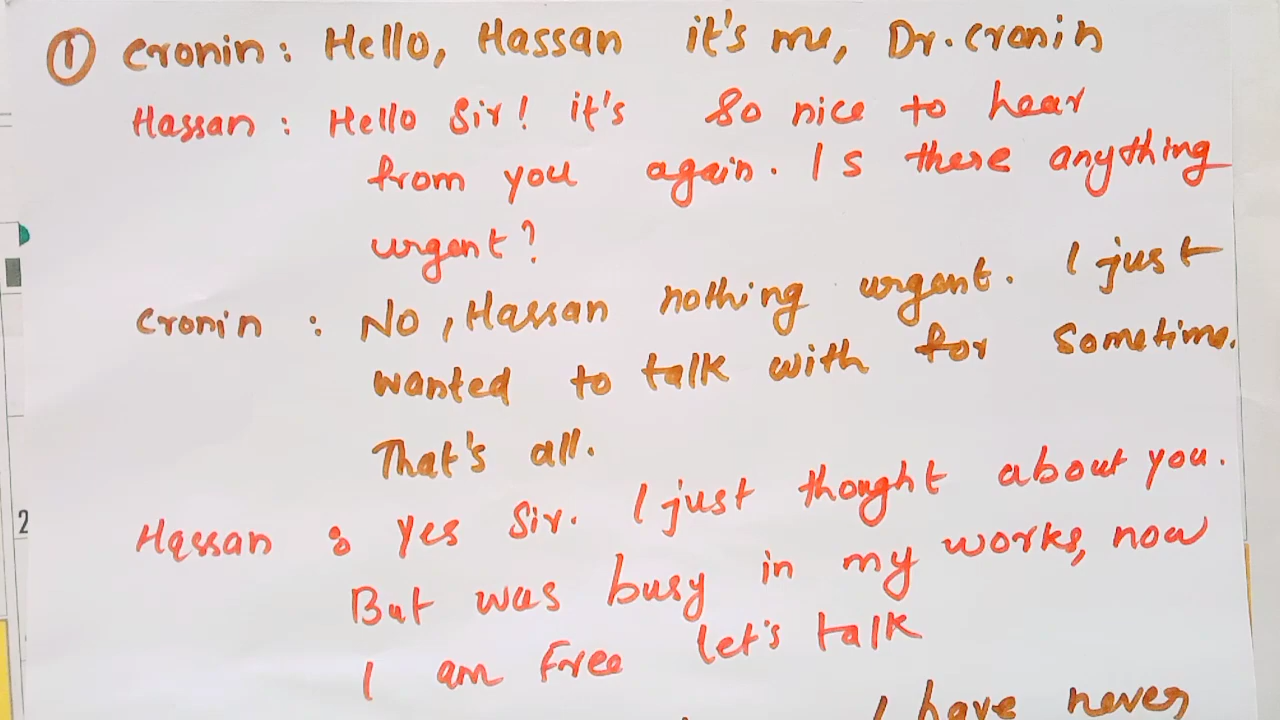 ① Cronin : Hello, Hassan it's me, Dr. Cronin
Hassan : Hello Sir! it's So nice to hear
from you again. Is there anything
urgent?
Cronin : No, Hassan nothing urgent. I just
wanted to talk with for sometime.
That's all.
Hassan : Yes Sir. I just thought about you.
But was busy in my works, now
I am Free let's talk
I have never
2